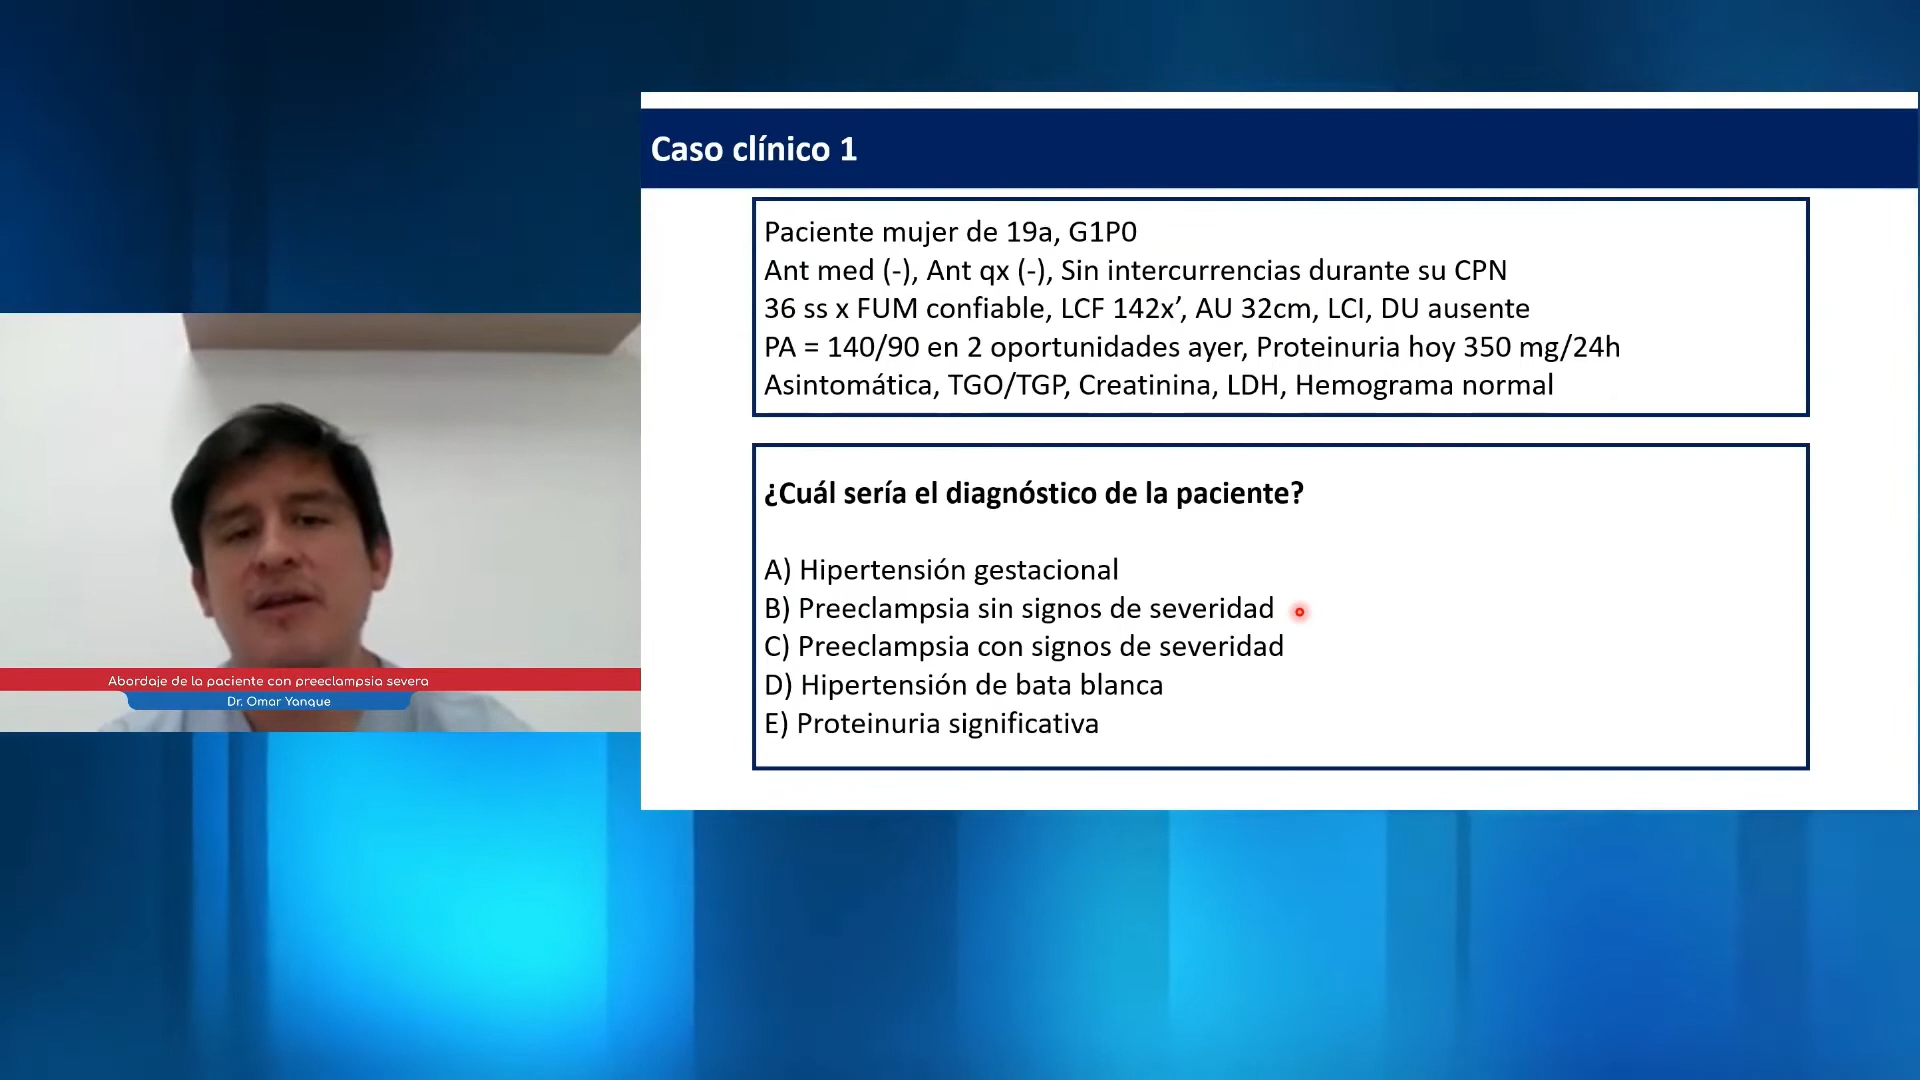 Caso clínico 1
Paciente mujer de 19a, G1P0
Ant med (-), Ant qx (-), Sin intercurrencias durante su CPN
36 ss x FUM confiable, LCF 142x’, AU 32cm, LCI, DU ausente
PA = 140/90 en 2 oportunidades ayer, Proteinuria hoy 350 mg/24h
Asintomática, TGO/TGP, Creatinina, LDH, Hemograma normal
¿Cuál sería el diagnóstico de la paciente?
A) Hipertensión gestacional
B) Preeclampsia sin signos de severidad
C) Preeclampsia con signos de severidad
D) Hipertensión de bata blanca
E) Proteinuria significativa
Abordaje de la paciente con preeclampsia severa
Dr. Omar Yanque